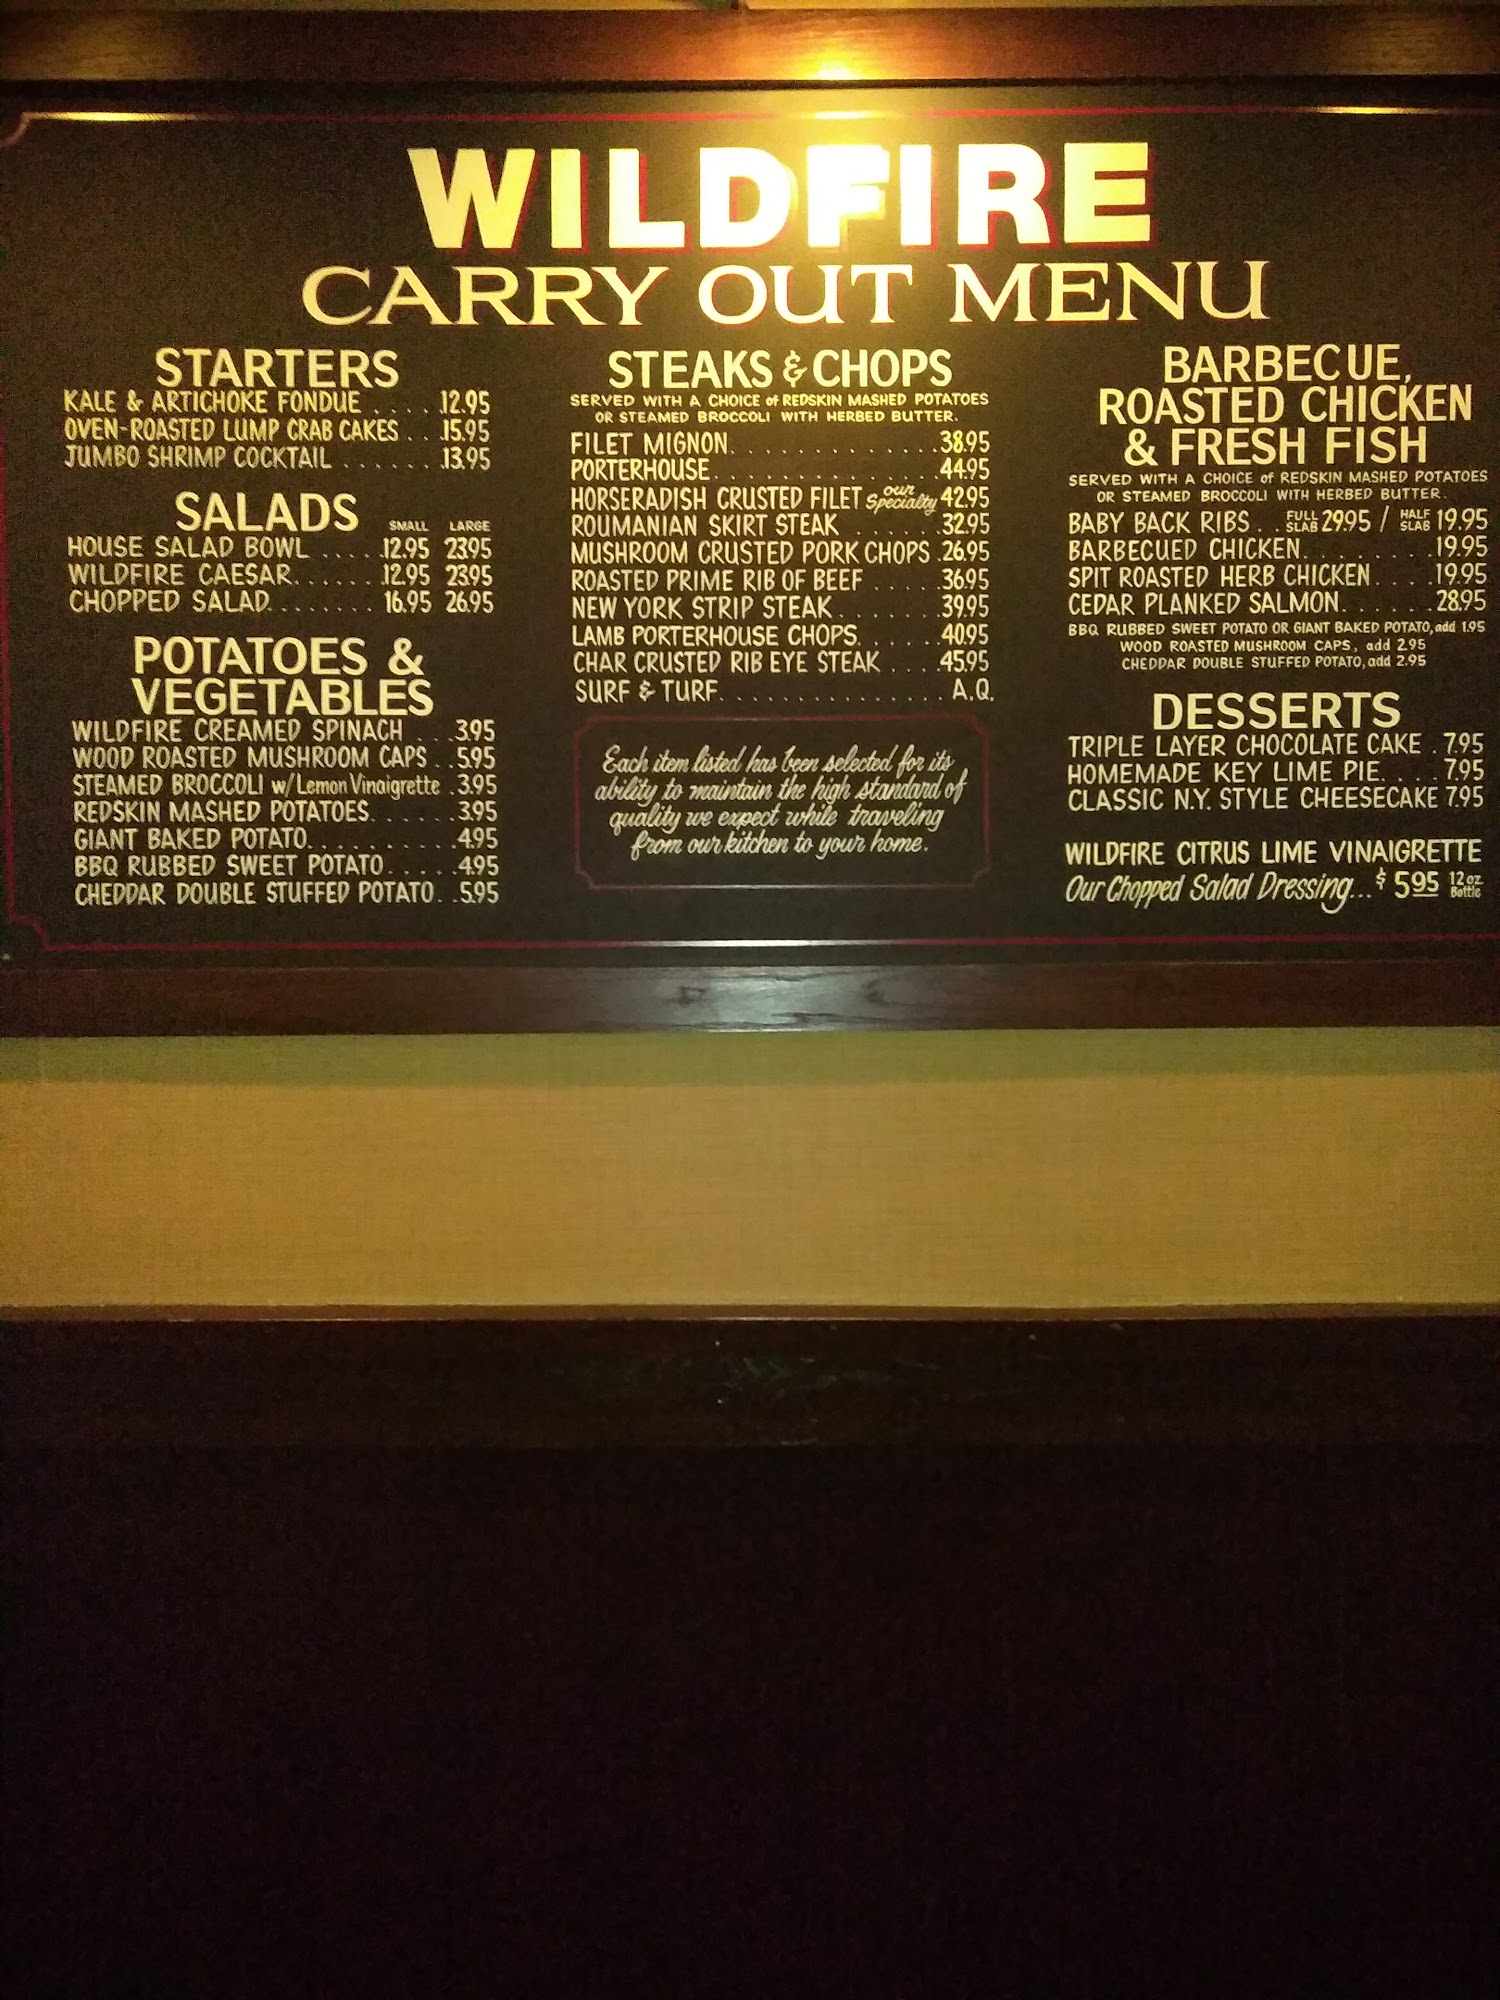 WILDFIRE
CARRY OUT MENU
STARTERS
KALE & ARTICHOKE FONDUE .... 12.95
OVEN-ROASTED LUMP CRAB CAKES .. 15.95
JUMBO SHRIMP COCKTAIL ....... 13.95
SALADS SMALL LARGE
HOUSE SALAD BOWL ..... 12.95 23.95
WILDFIRE CAESAR....... 12.95 23.95
CHOPPED SALAD......... 16.95 26.95
POTATOES &
VEGETABLES
WILDFIRE CREAMED SPINACH ... 3.95
WOOD ROASTED MUSHROOM CAPS .. 5.95
STEAMED BROCCOLI w/Lemon Vinaigrette . 3.95
REDSKIN MASHED POTATOES....... 3.95
GIANT BAKED POTATO........... 4.95
BBQ RUBBED SWEET POTATO..... 4.95
CHEDDAR DOUBLE STUFFED POTATO.. 5.95
STEAKS & CHOPS
SERVED WITH A CHOICE of REDSKIN MASHED POTATOES
OR STEAMED BROCCOLI WITH HERBED BUTTER.
FILET MIGNON.............. 38.95
PORTERHOUSE............... 44.95
HORSERADISH CRUSTED FILET our Specialty 42.95
ROUMANIAN SKIRT STEAK ...... 32.95
MUSHROOM CRUSTED PORK CHOPS . 26.95
ROASTED PRIME RIB OF BEEF ..... 36.95
NEW YORK STRIP STEAK....... 39.95
LAMB PORTERHOUSE CHOPS...... 40.95
CHAR CRUSTED RIB EYE STEAK .... 45.95
SURF & TURF................ A.Q.
Each item listed has been selected for its
ability to maintain the high standard of
quality we expect while traveling
from our kitchen to your home.
BARBECUE,
ROASTED CHICKEN
& FRESH FISH
SERVED WITH A CHOICE of REDSKIN MASHED POTATOES
OR STEAMED BROCCOLI WITH HERBED BUTTER.
BABY BACK RIBS .. FULL SLAB 29.95 / HALF SLAB 19.95
BARBECUED CHICKEN......... 19.95
SPIT ROASTED HERB CHICKEN.... 19.95
CEDAR PLANKED SALMON....... 28.95
BBQ RUBBED SWEET POTATO OR GIANT BAKED POTATO, add 1.95
WOOD ROASTED MUSHROOM CAPS, add 2.95
CHEDDAR DOUBLE STUFFED POTATO, add 2.95
DESSERTS
TRIPLE LAYER CHOCOLATE CAKE . 7.95
HOMEMADE KEY LIME PIE.... 7.95
CLASSIC N.Y. STYLE CHEESECAKE 7.95
WILDFIRE CITRUS LIME VINAIGRETTE
Our Chopped Salad Dressing... $5.95 12 oz. Bottle